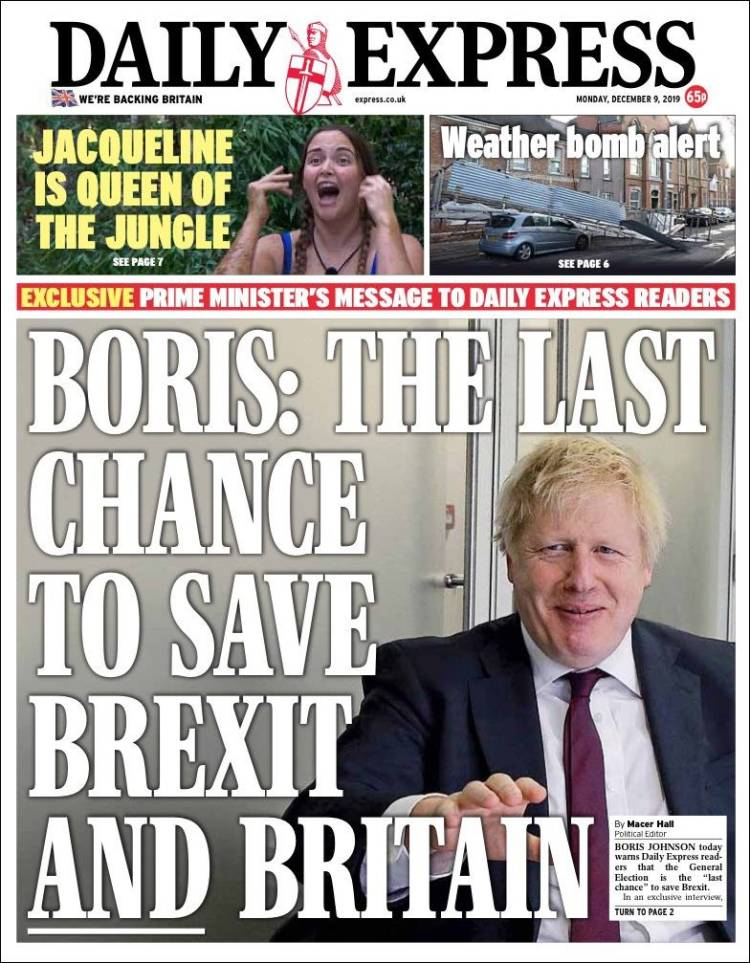 DAILY EXPRESS
WE'RE BACKING BRITAIN
express.co.uk
MONDAY, DECEMBER 9, 2019
65p
JACQUELINE
IS QUEEN OF
THE JUNGLE
SEE PAGE 7
Weather bomb alert
SEE PAGE 6
EXCLUSIVE PRIME MINISTER'S MESSAGE TO DAILY EXPRESS READERS
BORIS: THE LAST
CHANCE
TO SAVE
BREXIT
AND BRITAIN
By Macer Hall
Political Editor
BORIS JOHNSON today
warns Daily Express read-
ers that the General
Election is the "last
chance" to save Brexit.
In an exclusive interview,
TURN TO PAGE 2